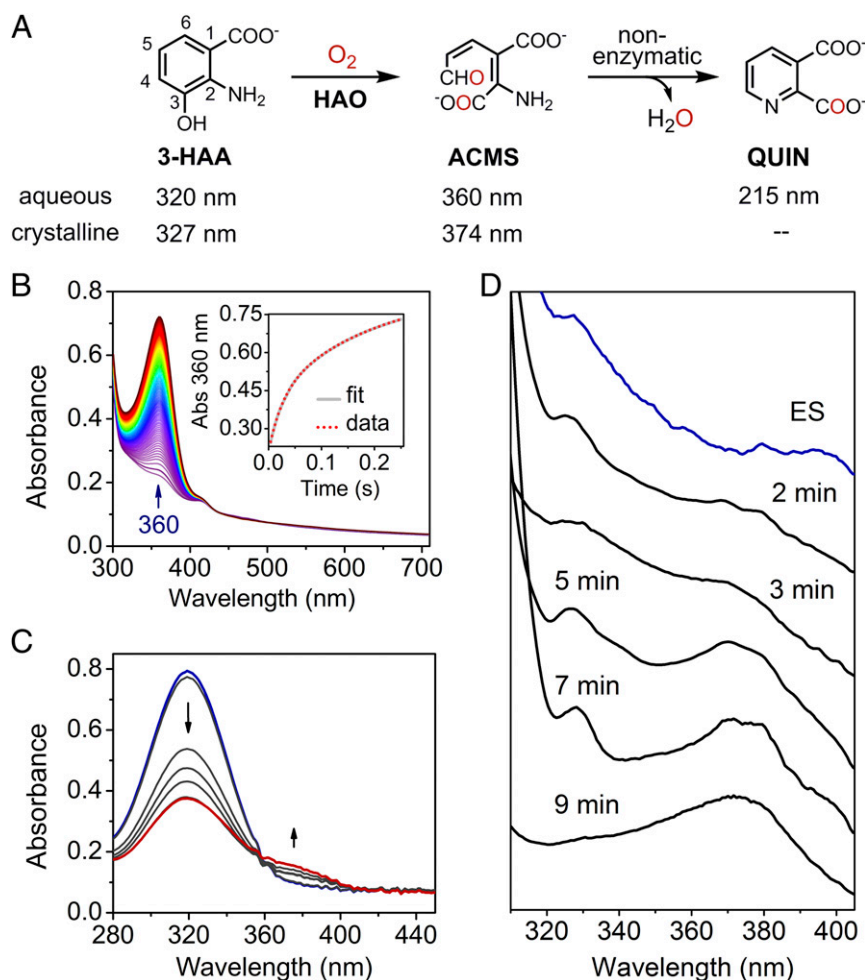 A
1
2
3
4
5
6
COO⁻
NH₂
OH
3-HAA
O₂
HAO
COO⁻
CHO
⁻OOC
NH₂
ACMS
non-
enzymatic
H₂O
COO⁻
COO⁻
N
QUIN
aqueous 320 nm 360 nm 215 nm
crystalline 327 nm 374 nm --
B
Absorbance
0.8
0.6
0.4
0.2
0.0
360
300 400 500 600 700
Wavelength (nm)
Abs 360 nm
0.75
0.60
0.45
0.30
fit
data
0.0 0.1 0.2
Time (s)
C
Absorbance
0.8
0.6
0.4
0.2
0.0
280 320 360 400 440
Wavelength (nm)
D
ES
2 min
3 min
5 min
7 min
9 min
320 340 360 380 400
Wavelength (nm)